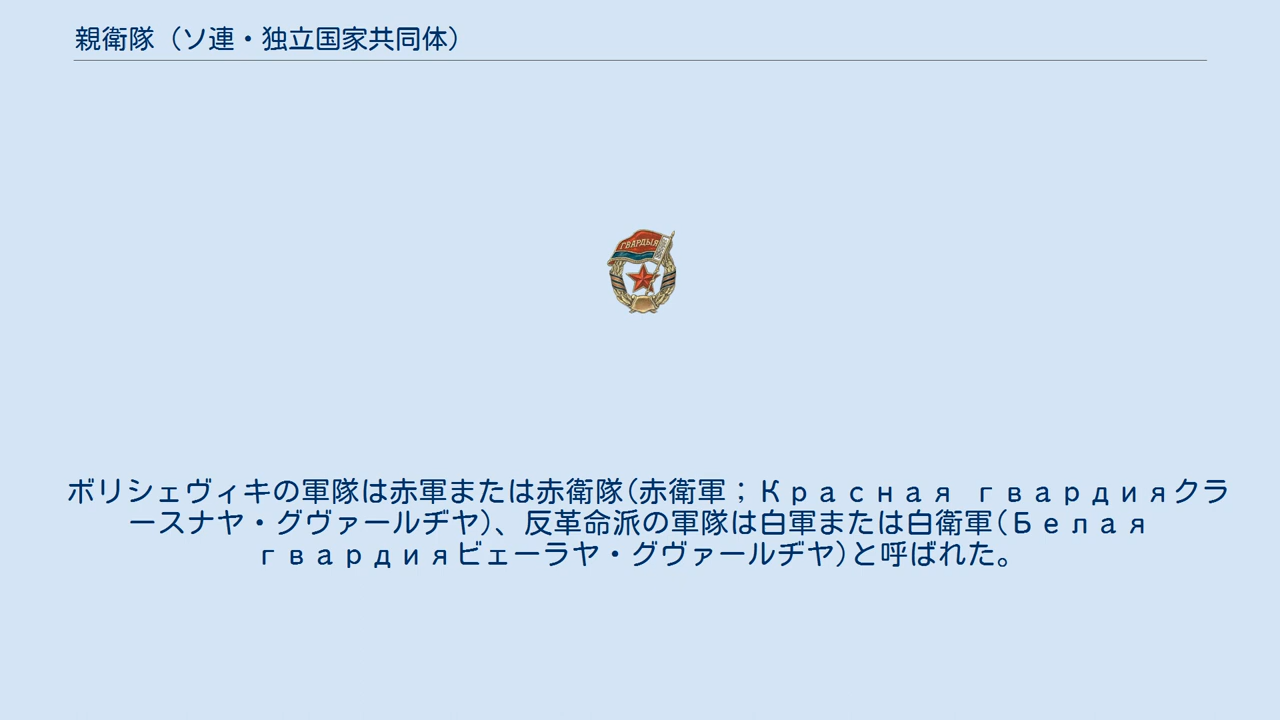 親衛隊（ソ連・独立国家共同体）
ГВАРДЫЯ
ボリシェヴィキの軍隊は赤軍または赤衛隊(赤衛軍；Красная гвардияクラ
ースナヤ・グヴァールヂヤ)、反革命派の軍隊は白軍または白衛軍(Белая
гвардияビェーラヤ・グヴァールヂヤ)と呼ばれた。